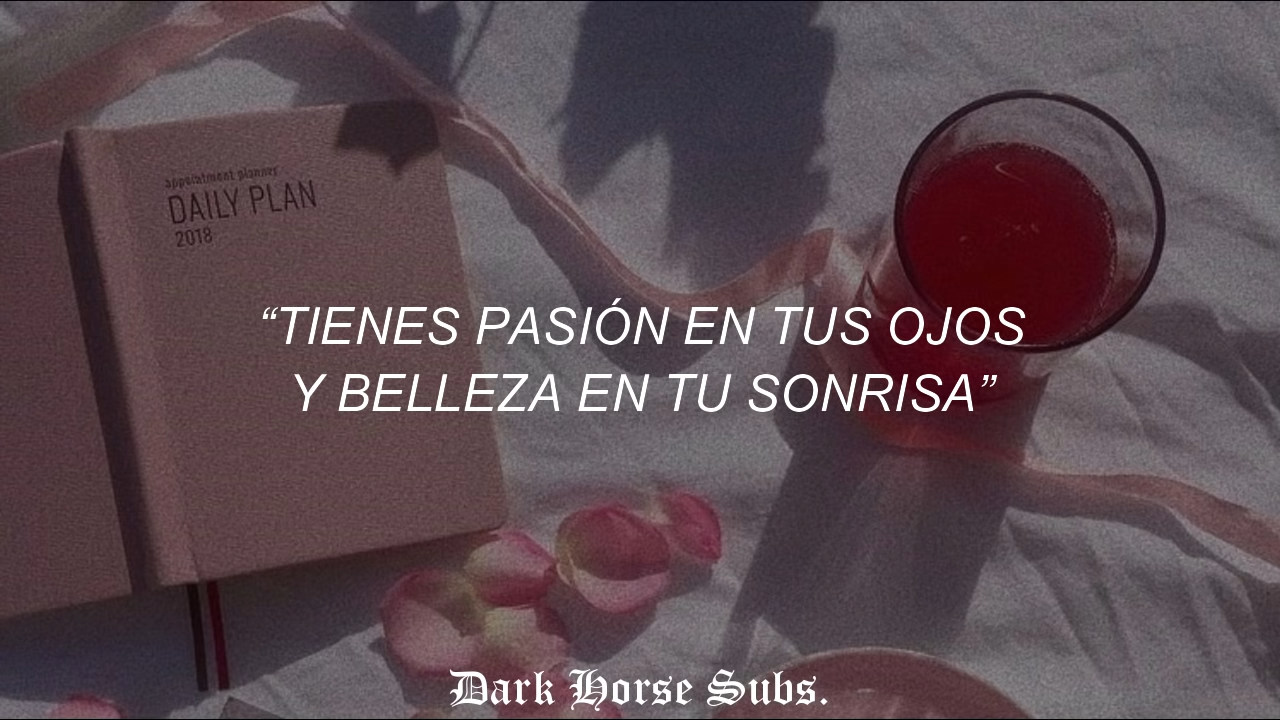 appointment planner
DAILY PLAN
2018
“TIENES PASIÓN EN TUS OJOS
Y BELLEZA EN TU SONRISA”
Dark Horse Subs.